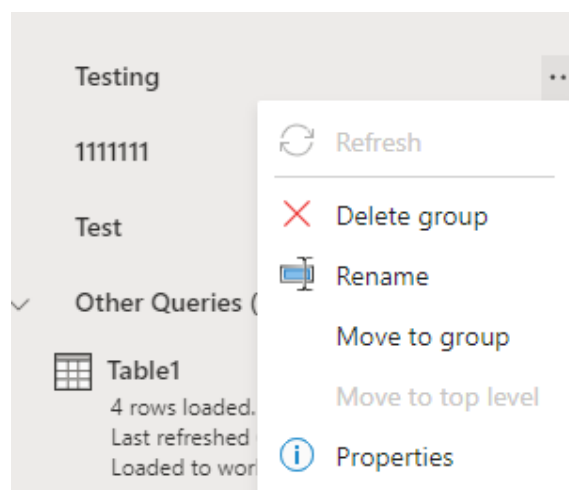 Testing
1111111
Test
Other Queries (
Table1
4 rows loaded.
Last refreshed
Loaded to wor
Refresh
Delete group
Rename
Move to group
Move to top level
Properties